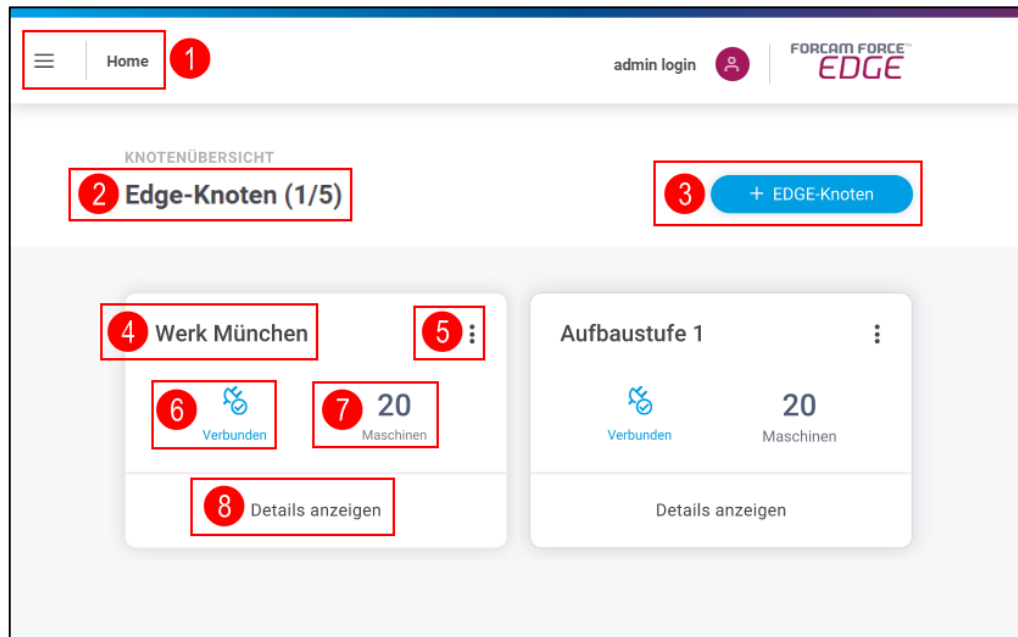 Home 1
admin login
FORCAM FORCE™
EDGE
KNOTENÜBERSICHT
2 Edge-Knoten (1/5)
3 + EDGE-Knoten
4 Werk München 5
6 Verbunden
7 20
Maschinen
8 Details anzeigen
Aufbaustufe 1
Verbunden
20
Maschinen
Details anzeigen